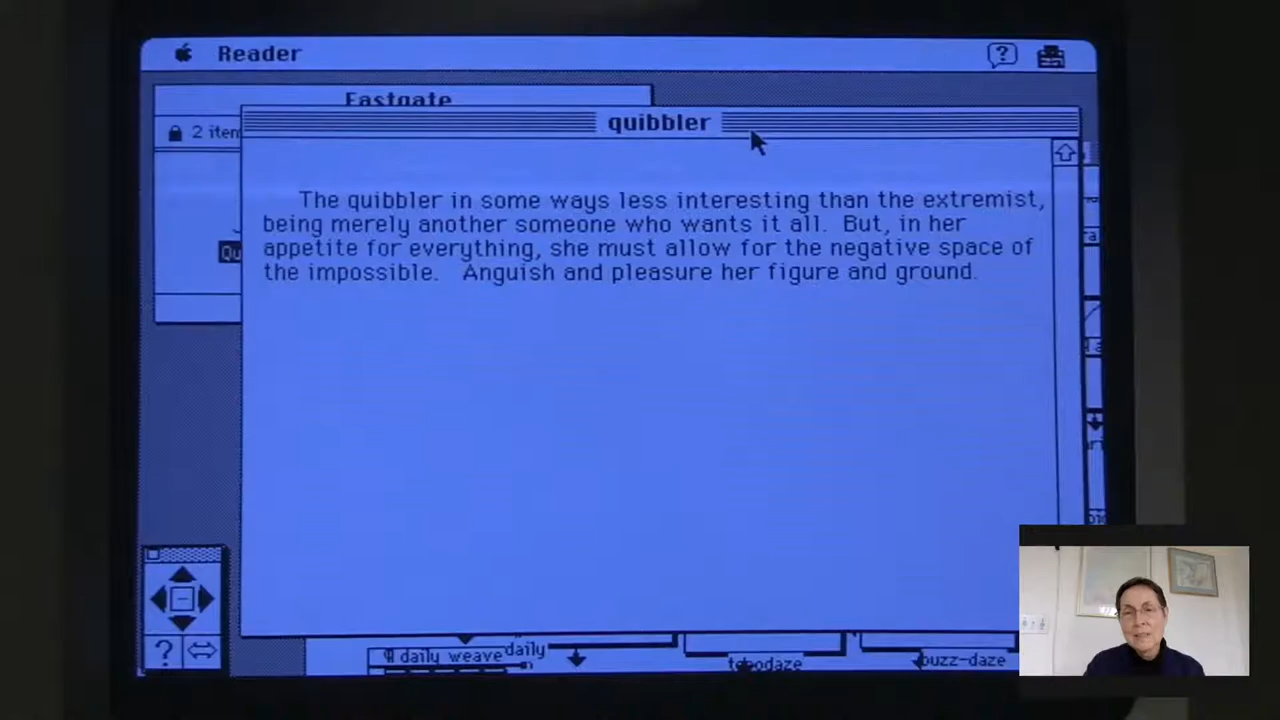 Reader
Eastgate
2 item
quibbler
The quibbler in some ways less interesting than the extremist,
being merely another someone who wants it all. But, in her
appetite for everything, she must allow for the negative space of
the impossible. Anguish and pleasure her figure and ground.
Qu
?
daily weave
daily
topodaze
buzz-daze